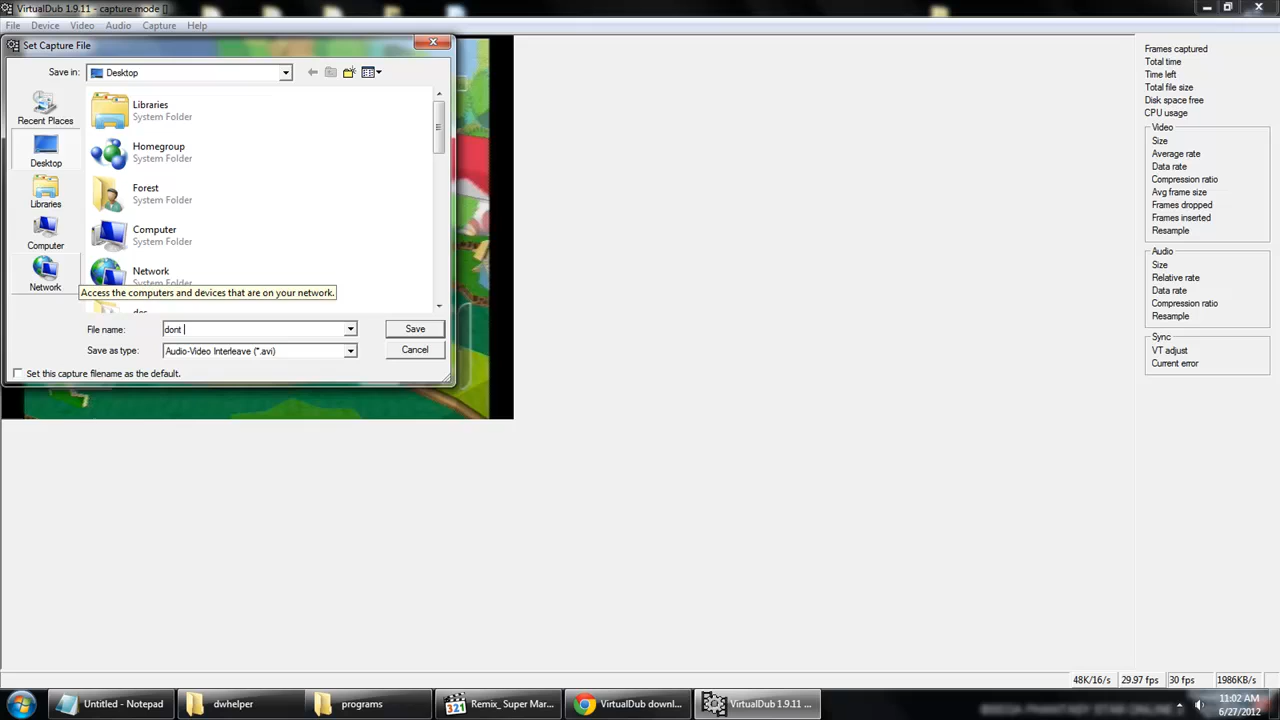 VirtualDub 1.9.11 - capture mode []
File Device Video Audio Capture Help
Set Capture File
Save in: Desktop
Recent Places
Desktop
Libraries
Computer
Network
Libraries
System Folder
Homegroup
System Folder
Forest
System Folder
Computer
System Folder
Network
System Folder
Access the computers and devices that are on your network.
File name: dont
Save
Save as type: Audio-Video Interleave (*.avi)
Cancel
Set this capture filename as the default.
Frames captured
Total time
Time left
Total file size
Disk space free
CPU usage
Video
Size
Average rate
Data rate
Compression ratio
Avg frame size
Frames dropped
Frames inserted
Resample
Audio
Size
Relative rate
Data rate
Compression ratio
Resample
Sync
VT adjust
Current error
48K/16/s 29.97 fps 30 fps 1986KB/s
Untitled - Notepad
dwhelper
programs
321
Remix_ Super Mar...
VirtualDub downl...
VirtualDub 1.9.11 ...
11:02 AM
6/27/2012